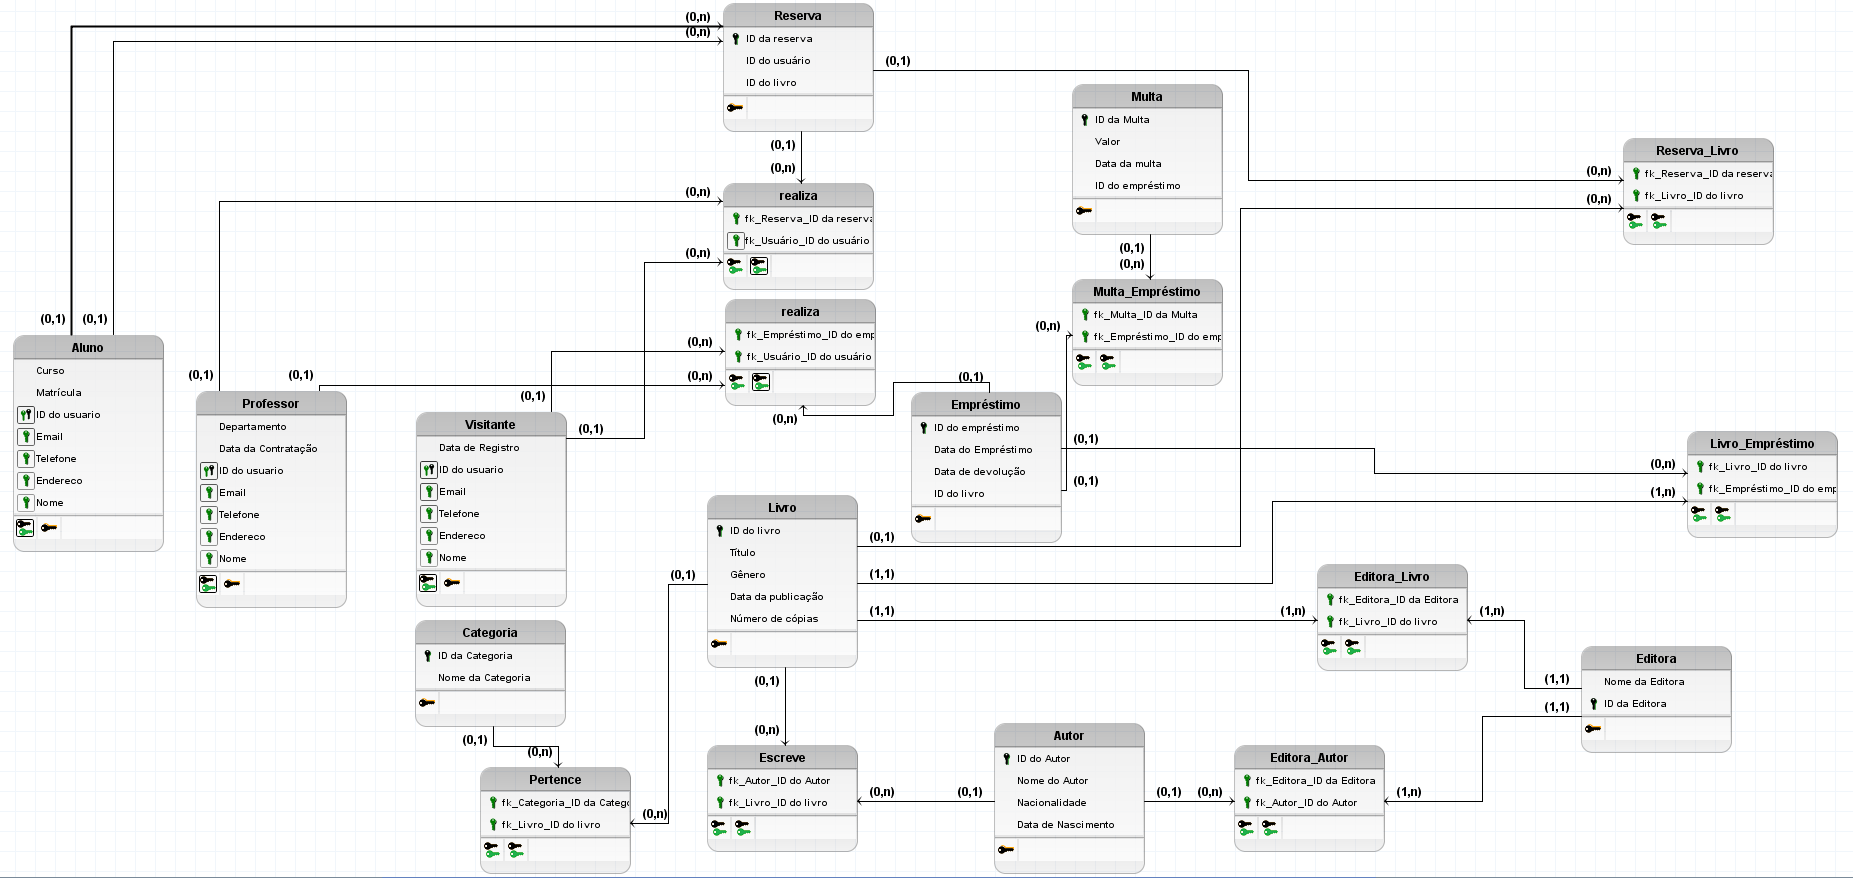 Reserva
ID da reserva
ID do usuário
ID do livro
(0,n)
(0,n)
(0,1)
(0,1)
(0,n)
Multa
ID da Multa
Valor
Data da multa
ID do empréstimo
(0,1)
(0,n)
Reserva_Livro
fk_Reserva_ID da reserva
fk_Livro_ID do livro
(0,n)
(0,n)
realiza
fk_Reserva_ID da reserva
fk_Usuário_ID do usuário
(0,n)
(0,n)
realiza
fk_Empréstimo_ID do emp
fk_Usuário_ID do usuário
(0,n)
(0,n)
(0,n)
Multa_Empréstimo
fk_Multa_ID da Multa
fk_Empréstimo_ID do emp
(0,n)
(0,1)
(0,1)
Aluno
Curso
Matrícula
ID do usuario
Email
Telefone
Endereco
Nome
(0,1)
(0,1)
Professor
Departamento
Data da Contratação
ID do usuario
Email
Telefone
Endereco
Nome
(0,1)
(0,1)
Visitante
Data de Registro
ID do usuario
Email
Telefone
Endereco
Nome
(0,1)
Empréstimo
ID do empréstimo
Data do Empréstimo
Data de devolução
ID do livro
(0,1)
(0,1)
Livro_Empréstimo
fk_Livro_ID do livro
fk_Empréstimo_ID do emp
(0,n)
(1,n)
Livro
ID do livro
Título
Gênero
Data da publicação
Número de cópias
(0,1)
(0,1)
(1,1)
(1,1)
(0,1)
(0,n)
Categoria
ID da Categoria
Nome da Categoria
(0,1)
(0,n)
Pertence
fk_Categoria_ID da Catego
fk_Livro_ID do livro
(0,n)
Escreve
fk_Autor_ID do Autor
fk_Livro_ID do livro
(0,n)
(0,1)
Autor
ID do Autor
Nome do Autor
Nacionalidade
Data de Nascimento
(0,1)
(0,n)
Editora_Autor
fk_Editora_ID da Editora
fk_Autor_ID do Autor
(1,n)
Editora_Livro
fk_Editora_ID da Editora
fk_Livro_ID do livro
(1,n)
(1,n)
Editora
Nome da Editora
ID da Editora
(1,1)
(1,1)